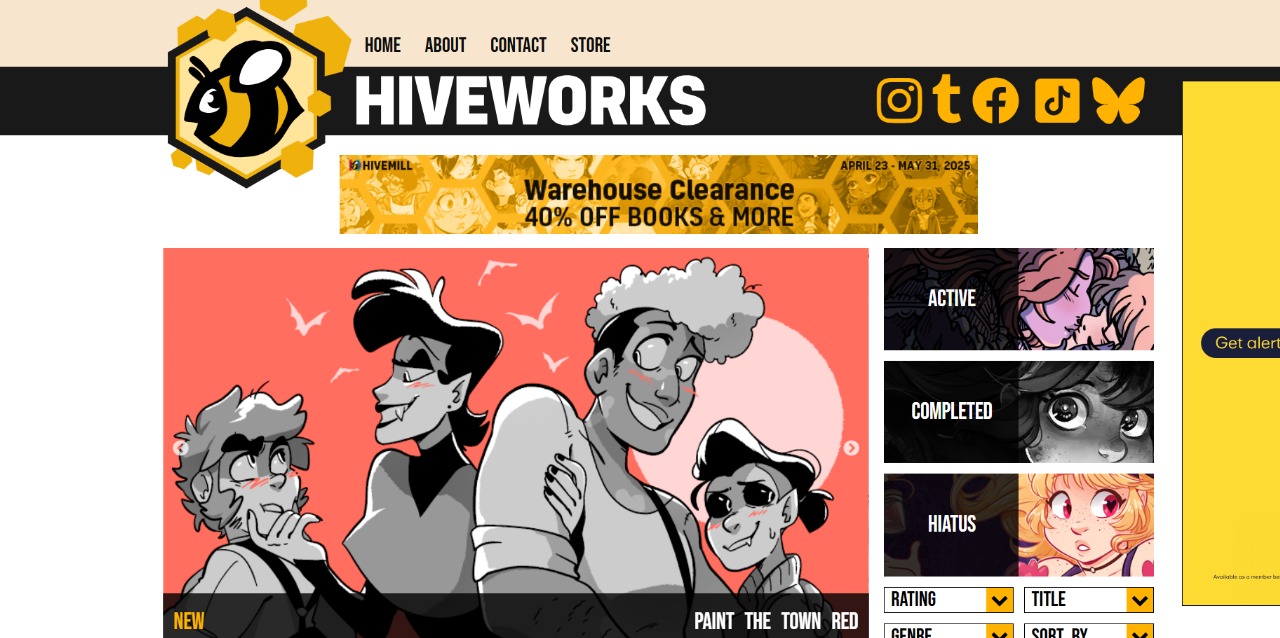 HOME ABOUT CONTACT STORE
HIVEWORKS
HIVEMILL
APRIL 23 - MAY 31, 2025
Warehouse Clearance
40% OFF BOOKS & MORE
ACTIVE
COMPLETED
HIATUS
NEW
PAINT THE TOWN RED
RATING
TITLE
GENRE
SORT BY
Get alert
Available as a member be